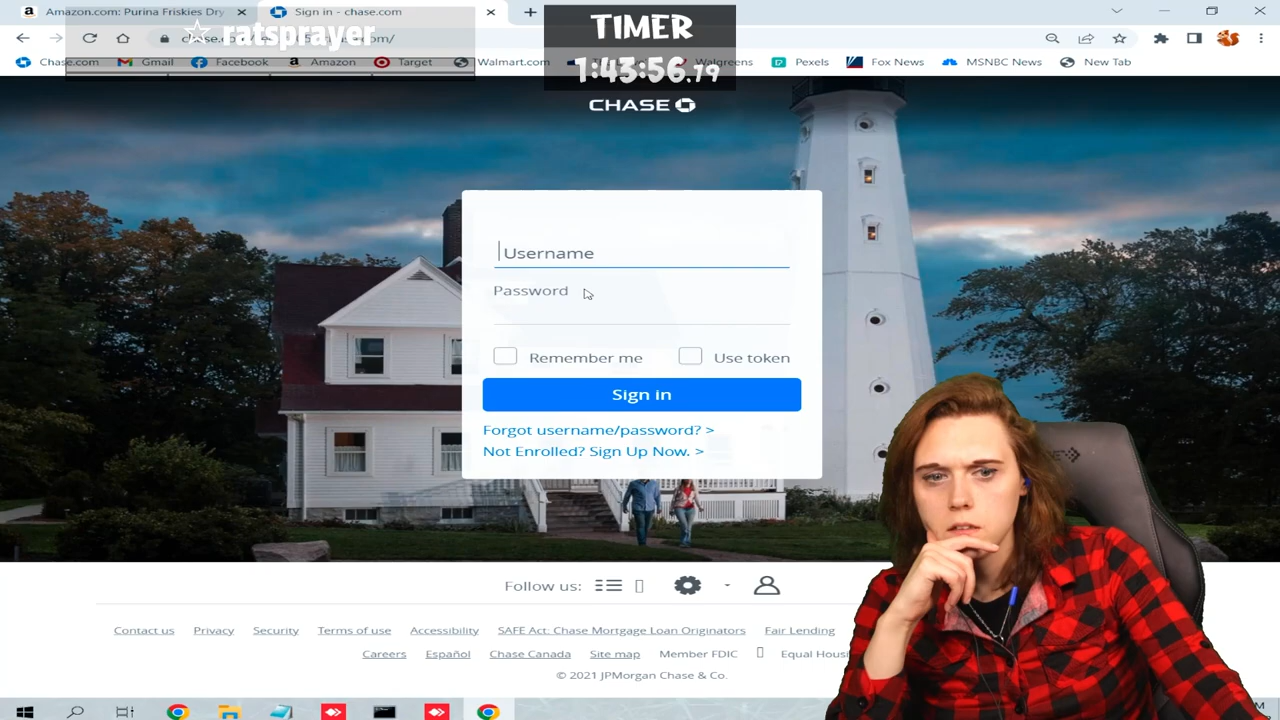 Amazon.com: Purina Friskies Dry
Sign in - chase.com
☆ ratsprayer
TIMER
1:43:56.79
Chase.com
Gmail
Facebook
Amazon
Target
Walmart.com
Walgreens
Pexels
Fox News
MSNBC News
New Tab
CHASE
Username
Password
Remember me
Use token
Sign in
Forgot username/password? >
Not Enrolled? Sign Up Now. >
Follow us:
Contact us Privacy Security Terms of use Accessibility SAFE Act: Chase Mortgage Loan Originators Fair Lending
Careers Español Chase Canada Site map Member FDIC Equal Housi
© 2021 JPMorgan Chase & Co.